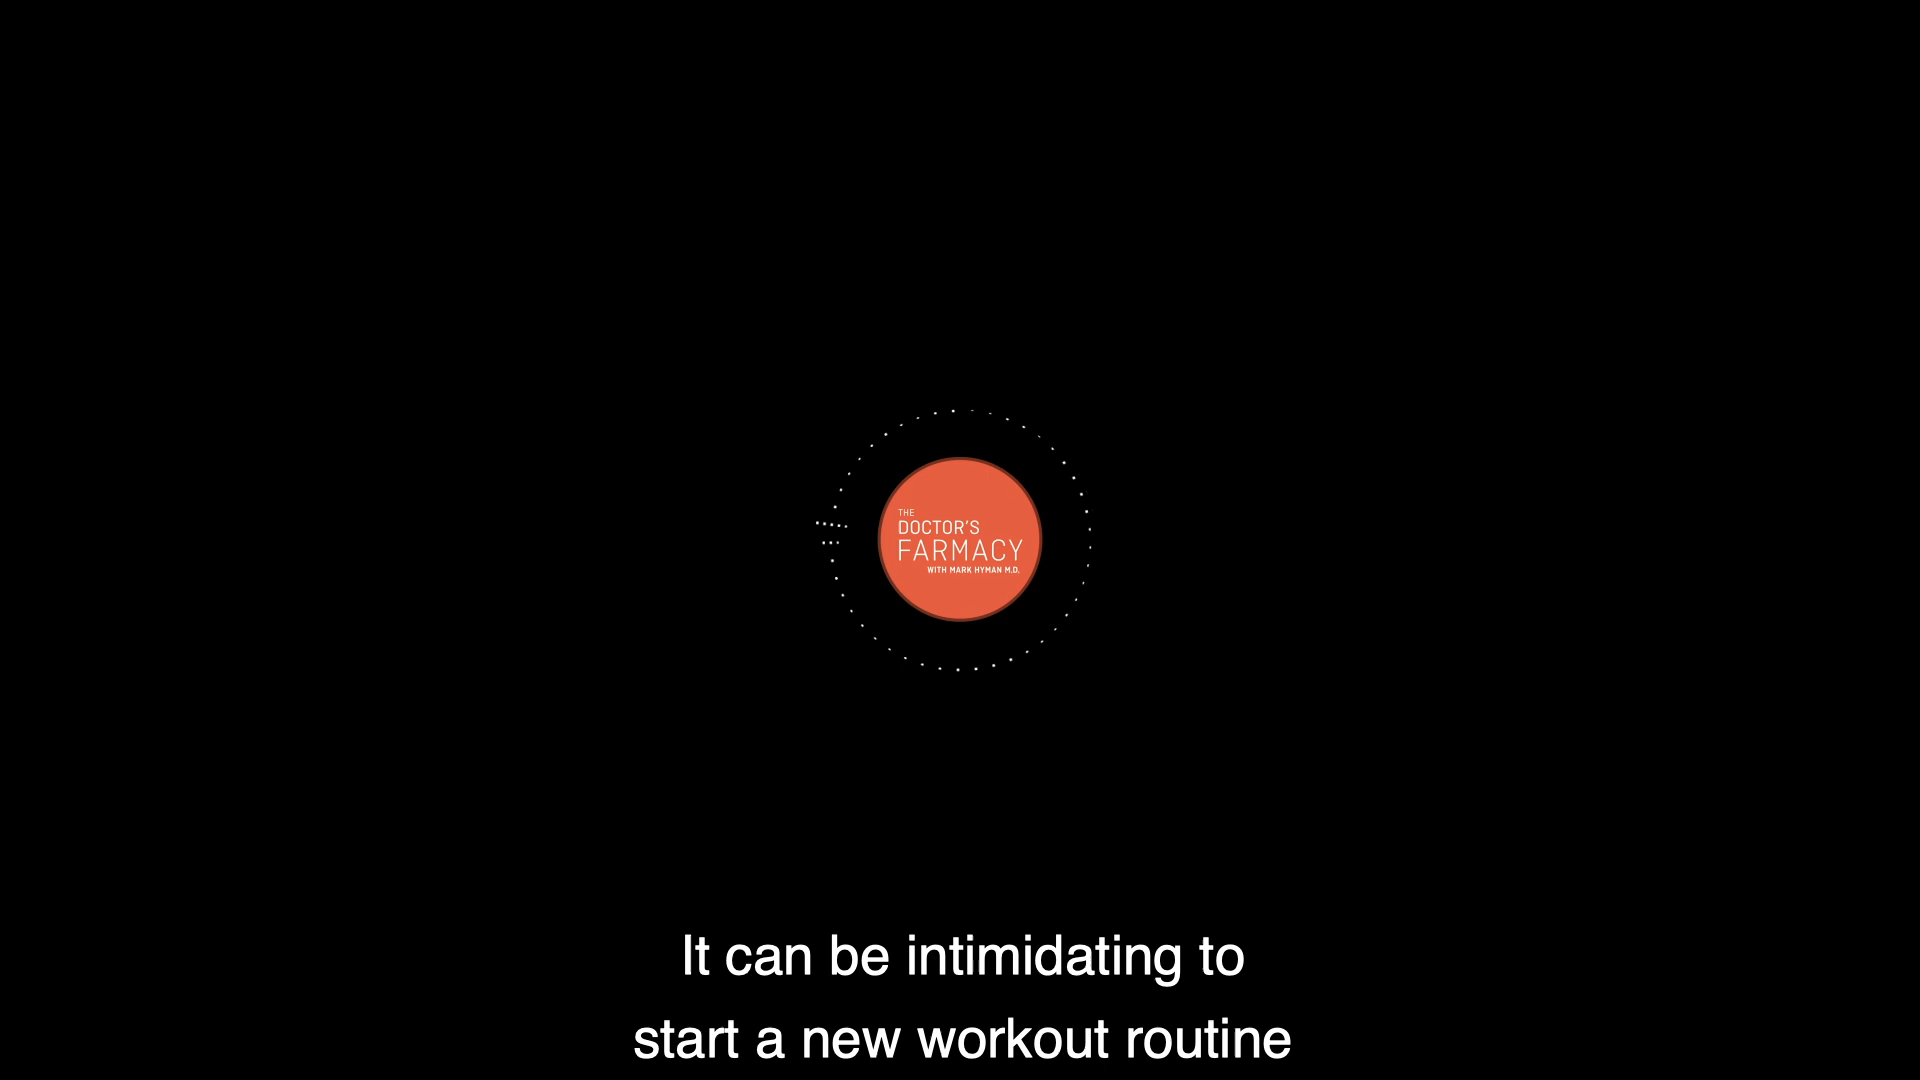 THE
DOCTOR'S
FARMACY
WITH MARK HYMAN M.D.
It can be intimidating to
start a new workout routine